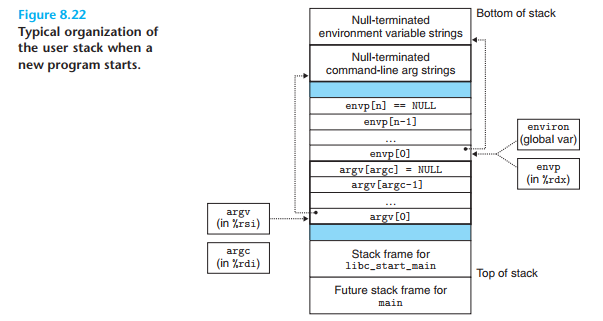 Figure 8.22
Typical organization of
the user stack when a
new program starts.
Bottom of stack
Null-terminated
environment variable strings
Null-terminated
command-line arg strings
envp[n] == NULL
envp[n-1]
...
envp[0]
argv[argc] = NULL
argv[argc-1]
...
argv[0]
environ
(global var)
envp
(in %rdx)
argv
(in %rsi)
argc
(in %rdi)
Stack frame for
libc_start_main
Top of stack
Future stack frame for
main